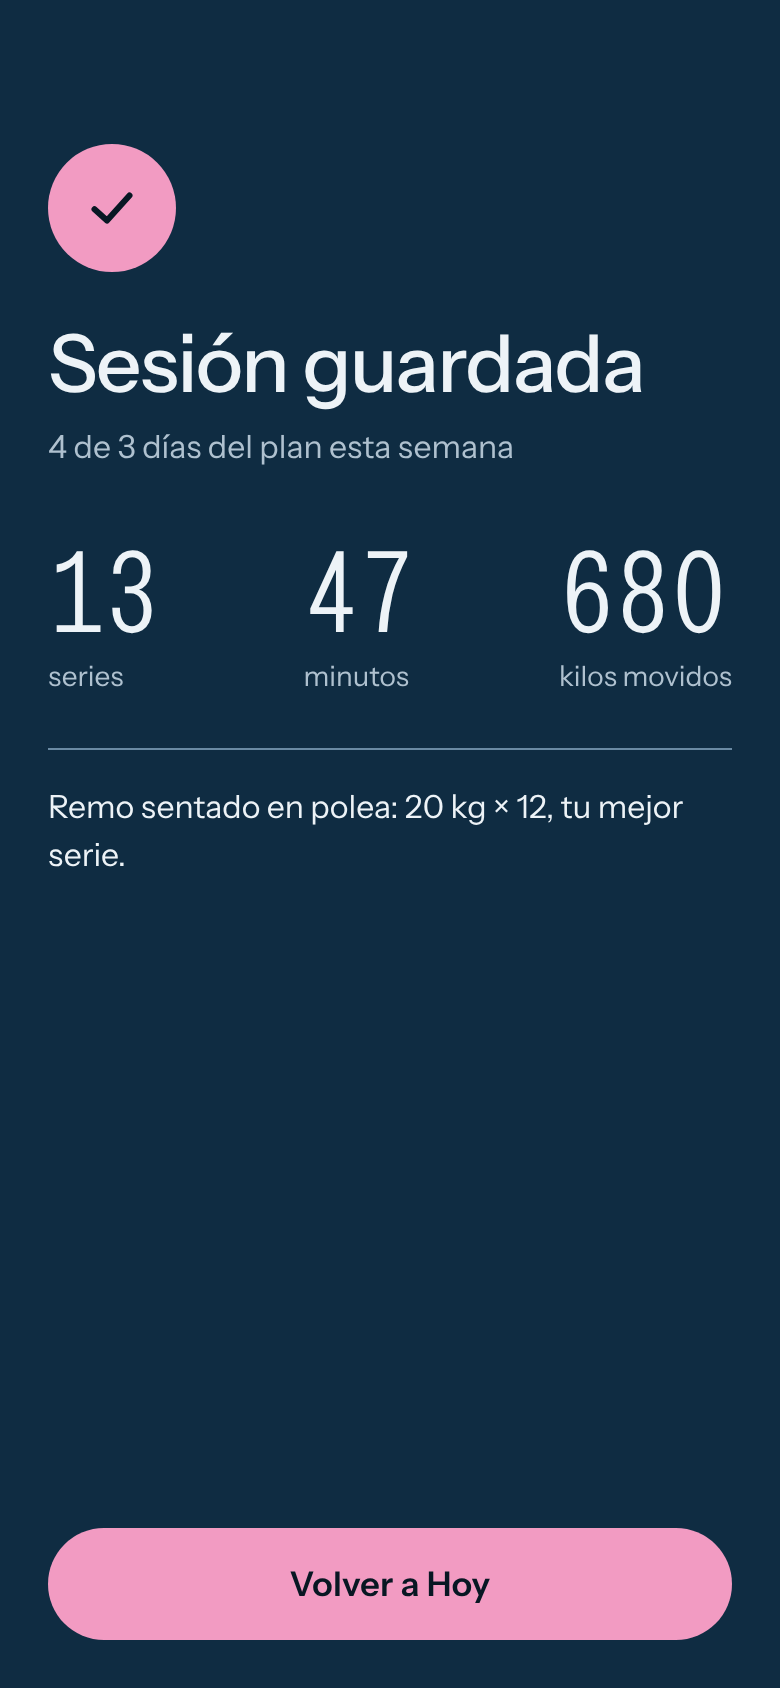 Sesión guardada
4 de 3 días del plan esta semana
13 47 680
series minutos kilos movidos
Remo sentado en polea: 20 kg × 12, tu mejor
serie.
Volver a Hoy